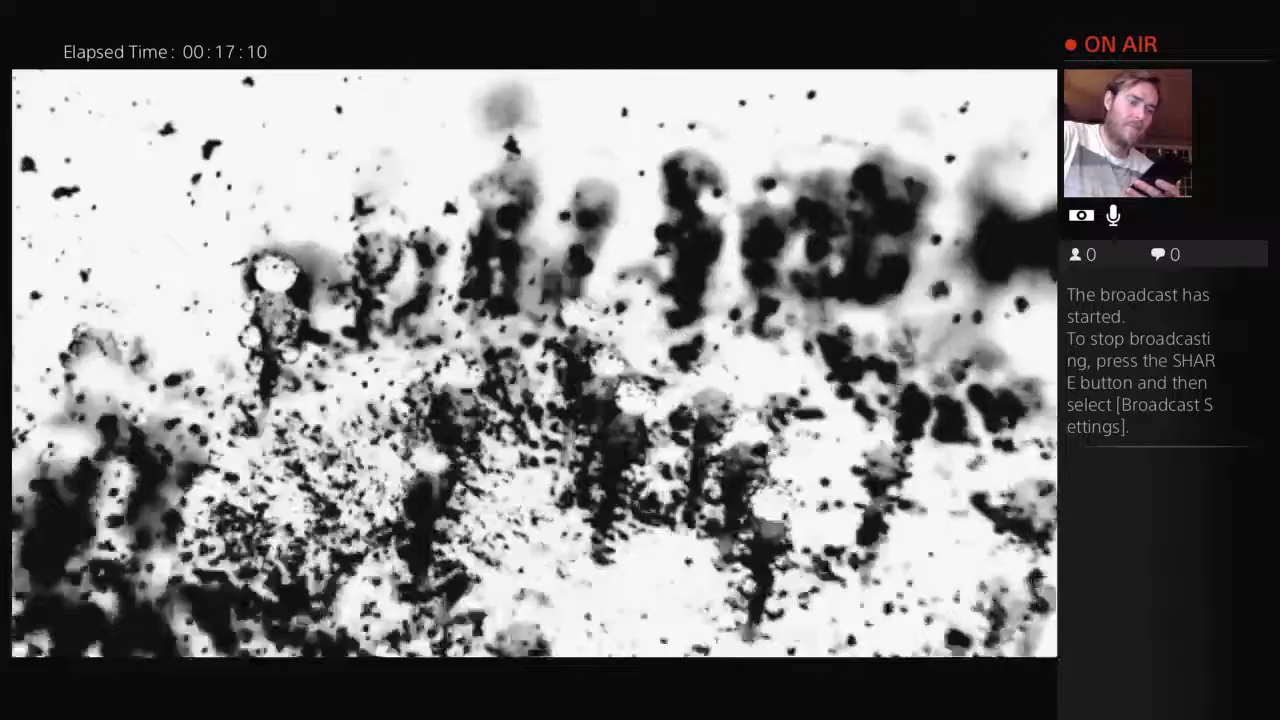 Elapsed Time: 00:17:10
ON AIR
0 0
The broadcast has
started.
To stop broadcasti
ng, press the SHAR
E button and then
select [Broadcast S
ettings].